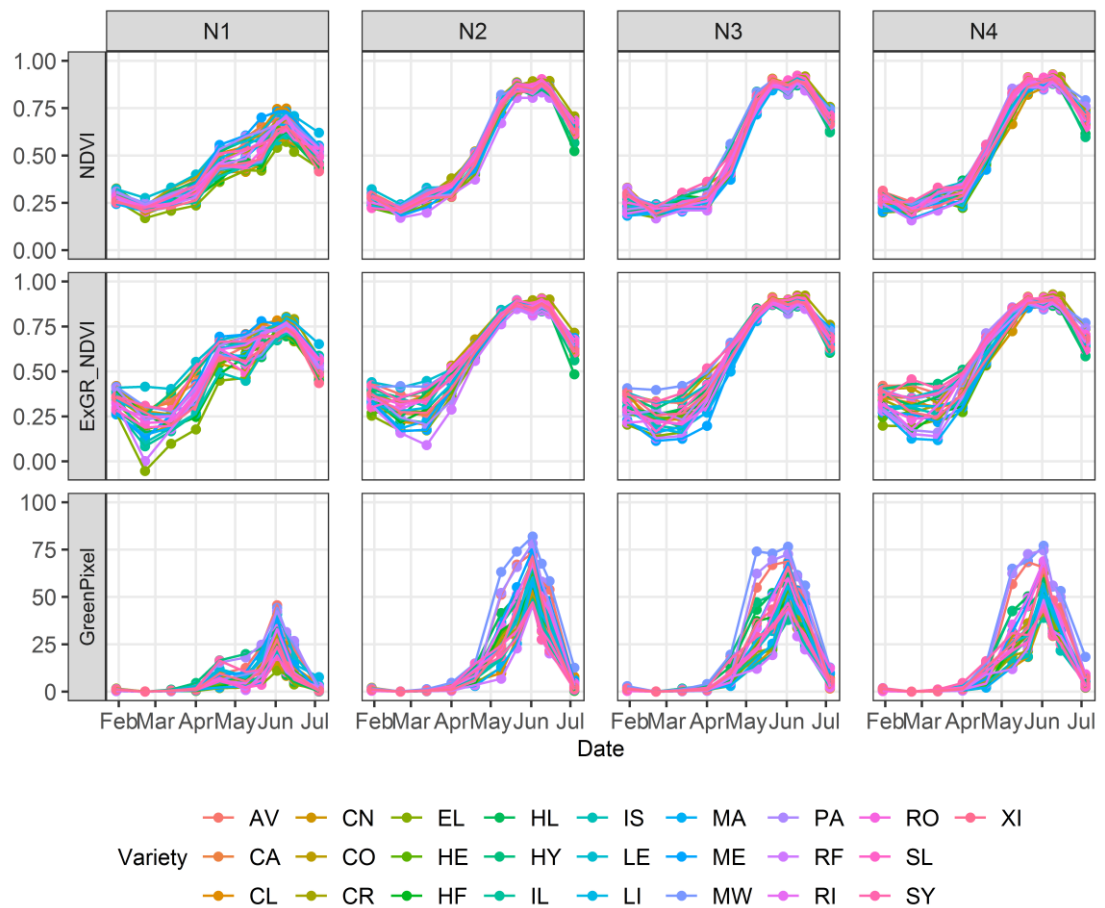 N1 N2 N3 N4
NDVI
1.00
0.75
0.50
0.25
0.00
ExGR_NDVI
1.00
0.75
0.50
0.25
0.00
GreenPixel
100
75
50
25
0
Feb Mar Apr May Jun Jul Feb Mar Apr May Jun Jul Feb Mar Apr May Jun Jul Feb Mar Apr May Jun Jul
Date
AV CN EL HL IS MA PA RO XI
Variety CA CO HE HY LE ME RF SL
CL CR HF IL LI MW RI SY